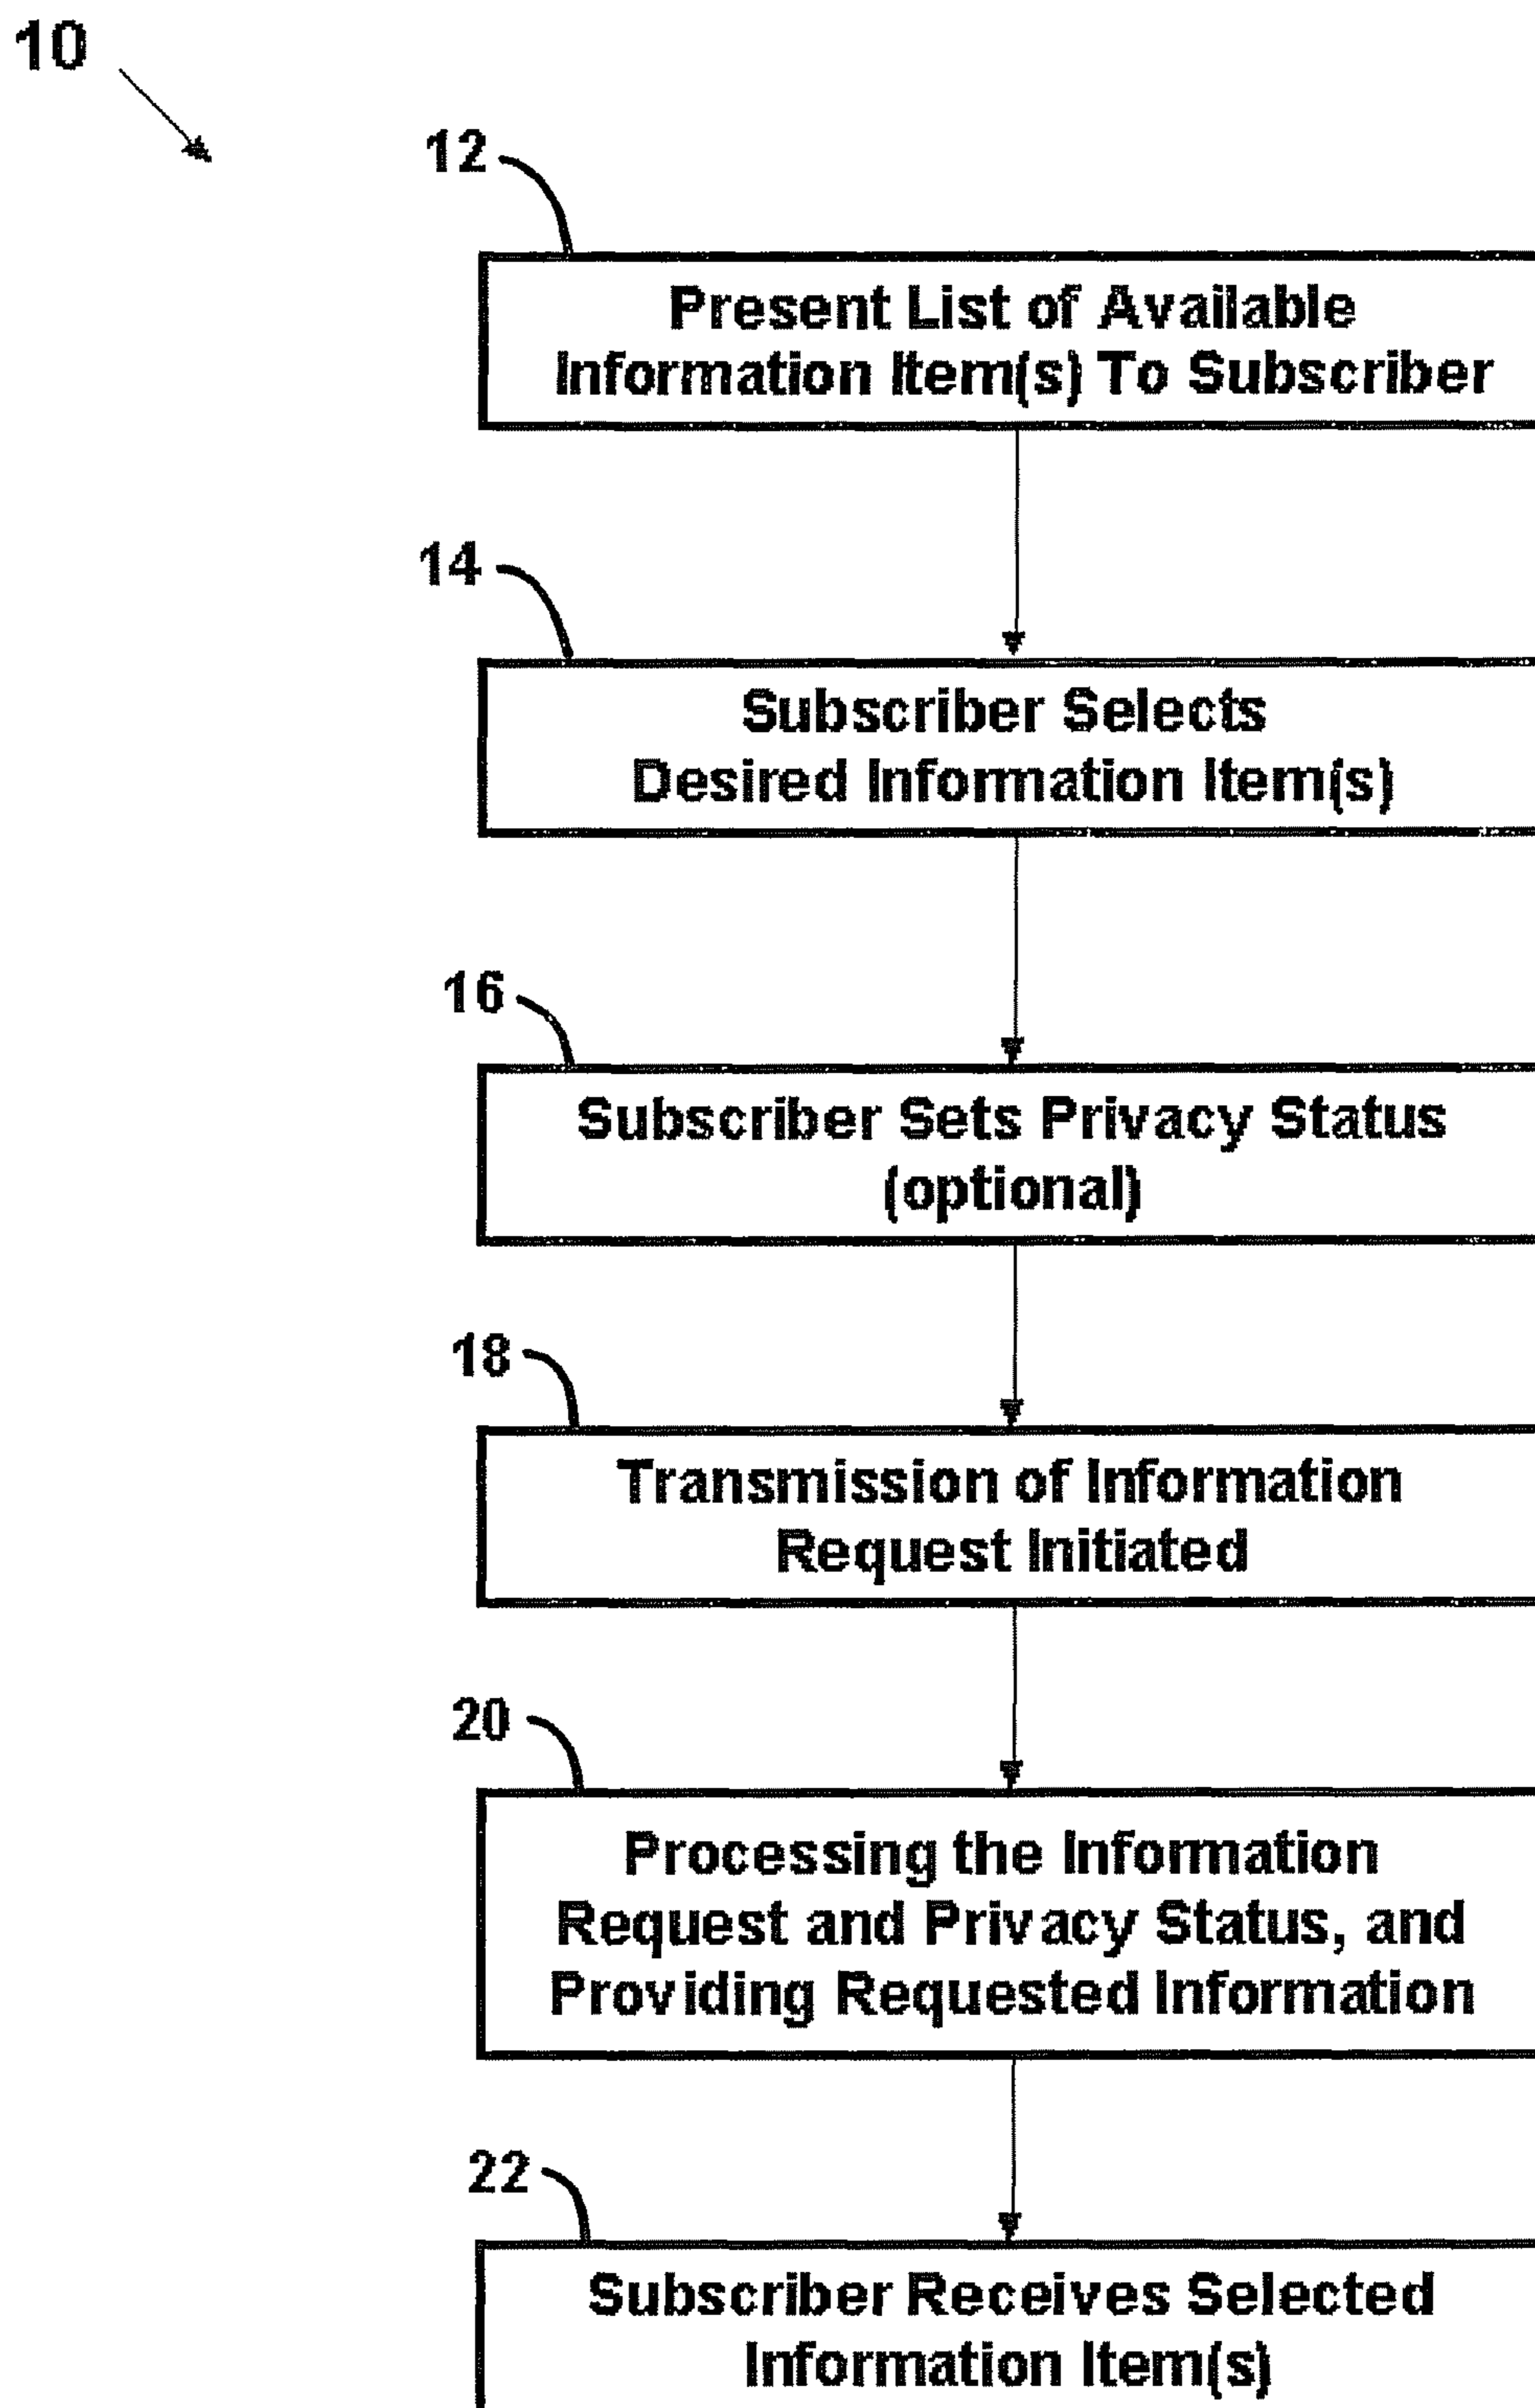 10
12
Present List of Available
Information Item(s) To Subscriber
14
Subscriber Selects
Desired Information Item(s)
16
Subscriber Sets Privacy Status
(optional)
18
Transmission of Information
Request Initiated
20
Processing the Information
Request and Privacy Status, and
Providing Requested Information
22
Subscriber Receives Selected
Information Item(s)